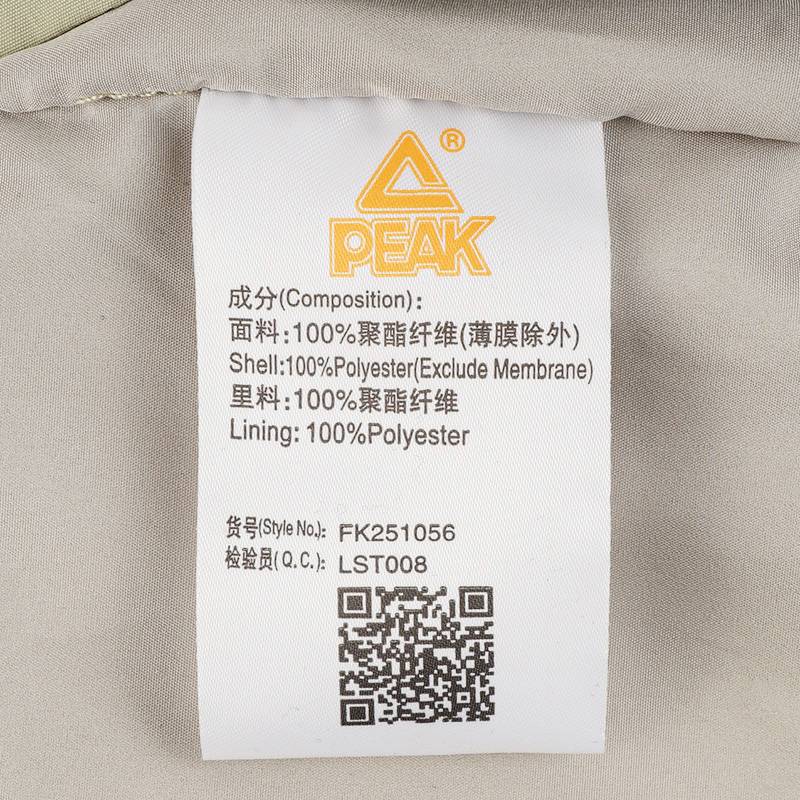 ®
PEAK
成分(Composition):
面料:100%聚酯纤维(薄膜除外)
Shell:100%Polyester(Exclude Membrane)
里料:100%聚酯纤维
Lining: 100%Polyester
货号(Style No.): FK251056
检验员(Q.C.): LST008